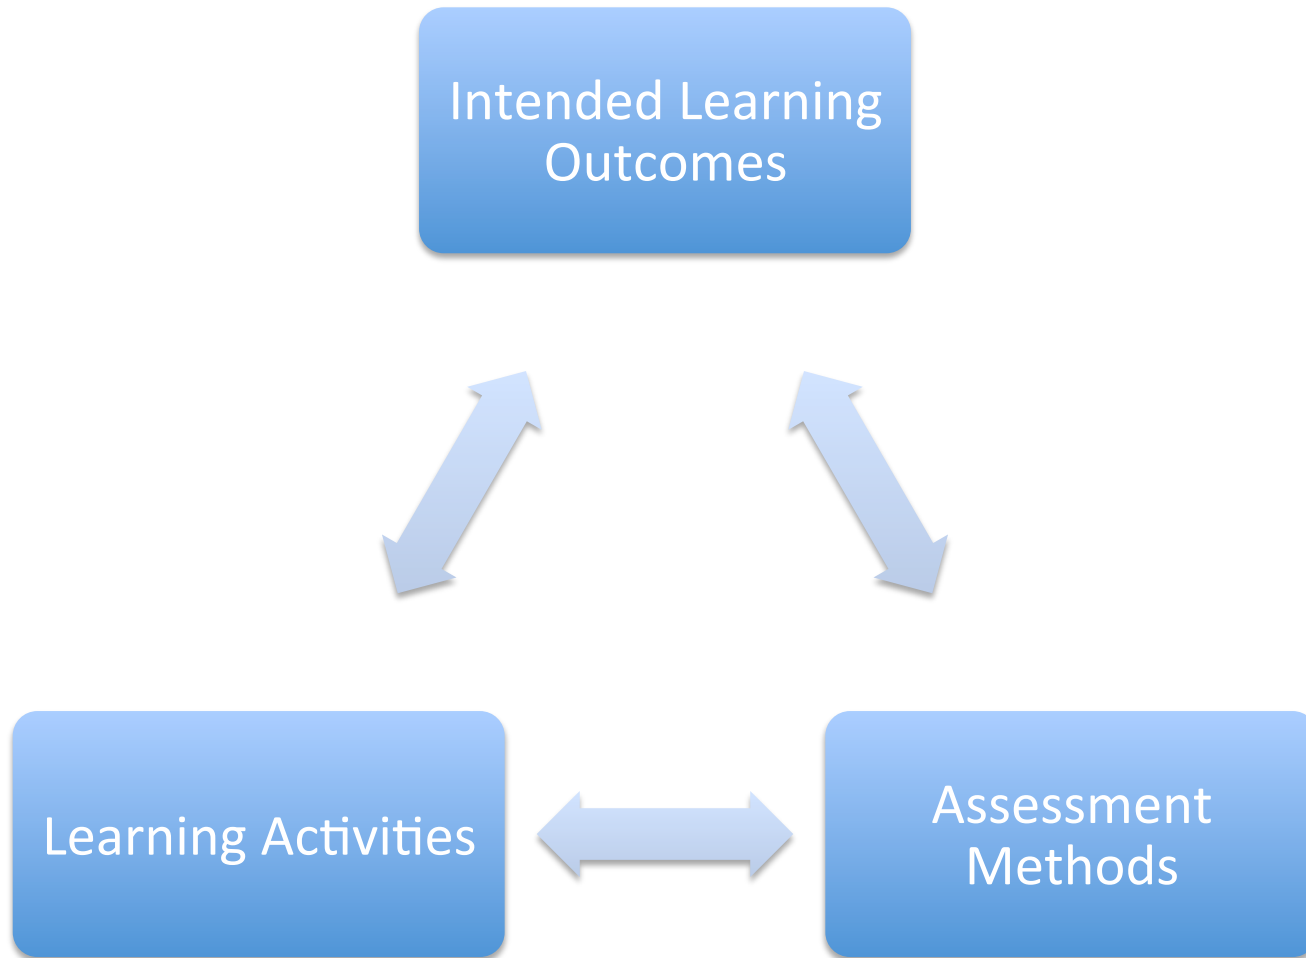 Intended Learning
Outcomes
Learning Activities
Assessment
Methods